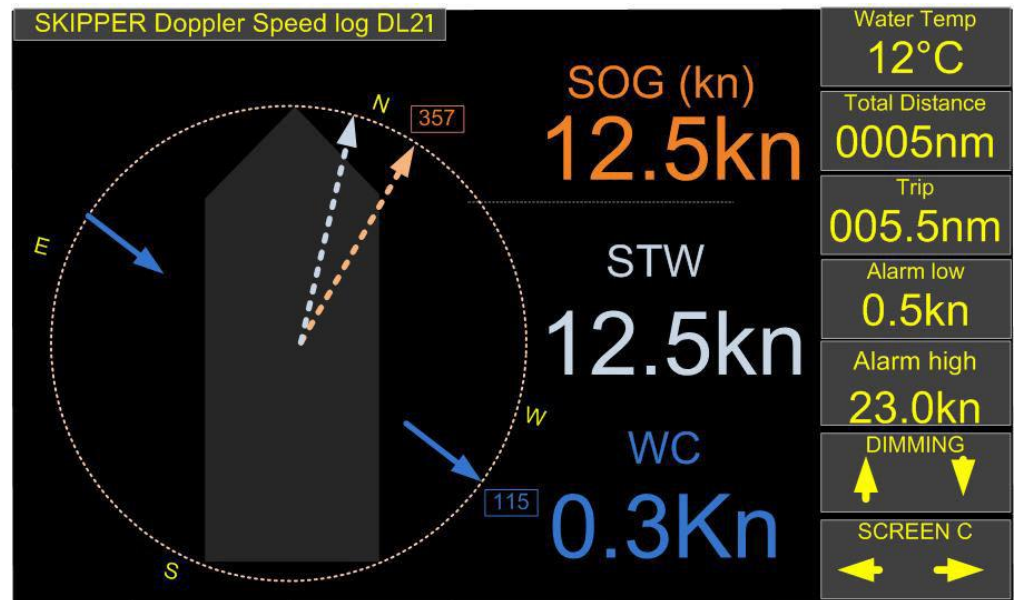 SKIPPER Doppler Speed log DL21
N
357
E
W
115
S
SOG (kn)
12.5kn
STW
12.5kn
WC
0.3Kn
Water Temp
12°C
Total Distance
0005nm
Trip
005.5nm
Alarm low
0.5kn
Alarm high
23.0kn
DIMMING
SCREEN C